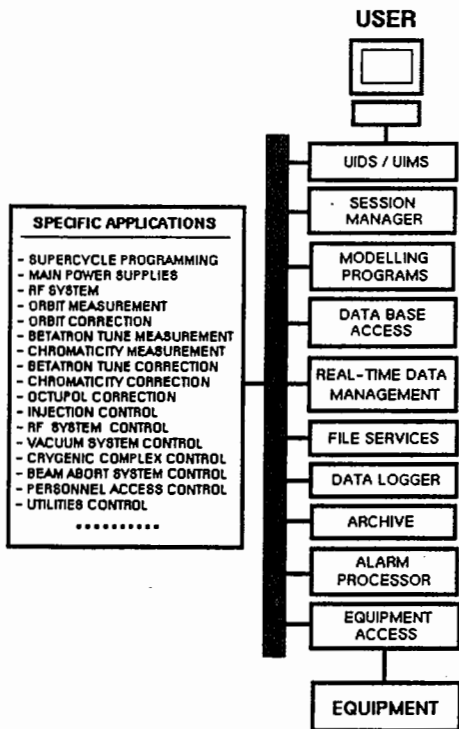 USER
UIDS / UIMS
SESSION
MANAGER
MODELLING
PROGRAMS
DATA BASE
ACCESS
REAL-TIME DATA
MANAGEMENT
FILE SERVICES
DATA LOGGER
ARCHIVE
ALARM
PROCESSOR
EQUIPMENT
ACCESS
EQUIPMENT
SPECIFIC APPLICATIONS
- SUPERCYCLE PROGRAMMING
- MAIN POWER SUPPLIES
- RF SYSTEM
- ORBIT MEASUREMENT
- ORBIT CORRECTION
- BETATRON TUNE MEASUREMENT
- CHROMATICITY MEASUREMENT
- BETATRON TUNE CORRECTION
- CHROMATICITY CORRECTION
- OCTUPOL CORRECTION
- INJECTION CONTROL
- RF SYSTEM CONTROL
- VACUUM SYSTEM CONTROL
- CRYGENIC COMPLEX CONTROL
- BEAM ABORT SYSTEM CONTROL
- PERSONNEL ACCESS CONTROL
- UTILITIES CONTROL
..........